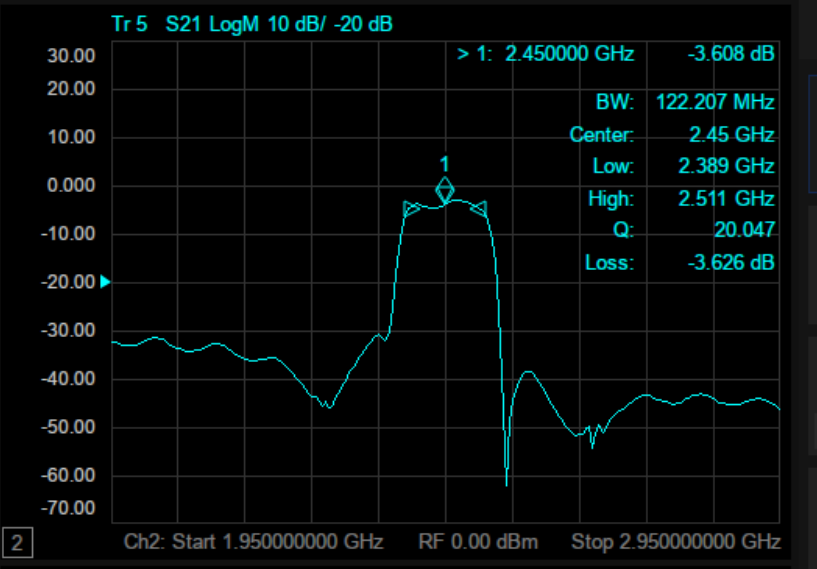 Tr 5 S21 LogM 10 dB/ -20 dB
30.00
> 1: 2.450000 GHz -3.608 dB
20.00
BW: 122.207 MHz
10.00
Center: 2.45 GHz
1
Low: 2.389 GHz
0.000
High: 2.511 GHz
-10.00
Q: 20.047
Loss: -3.626 dB
-20.00
-30.00
-40.00
-50.00
-60.00
-70.00
2 Ch2: Start 1.950000000 GHz RF 0.00 dBm Stop 2.950000000 GHz